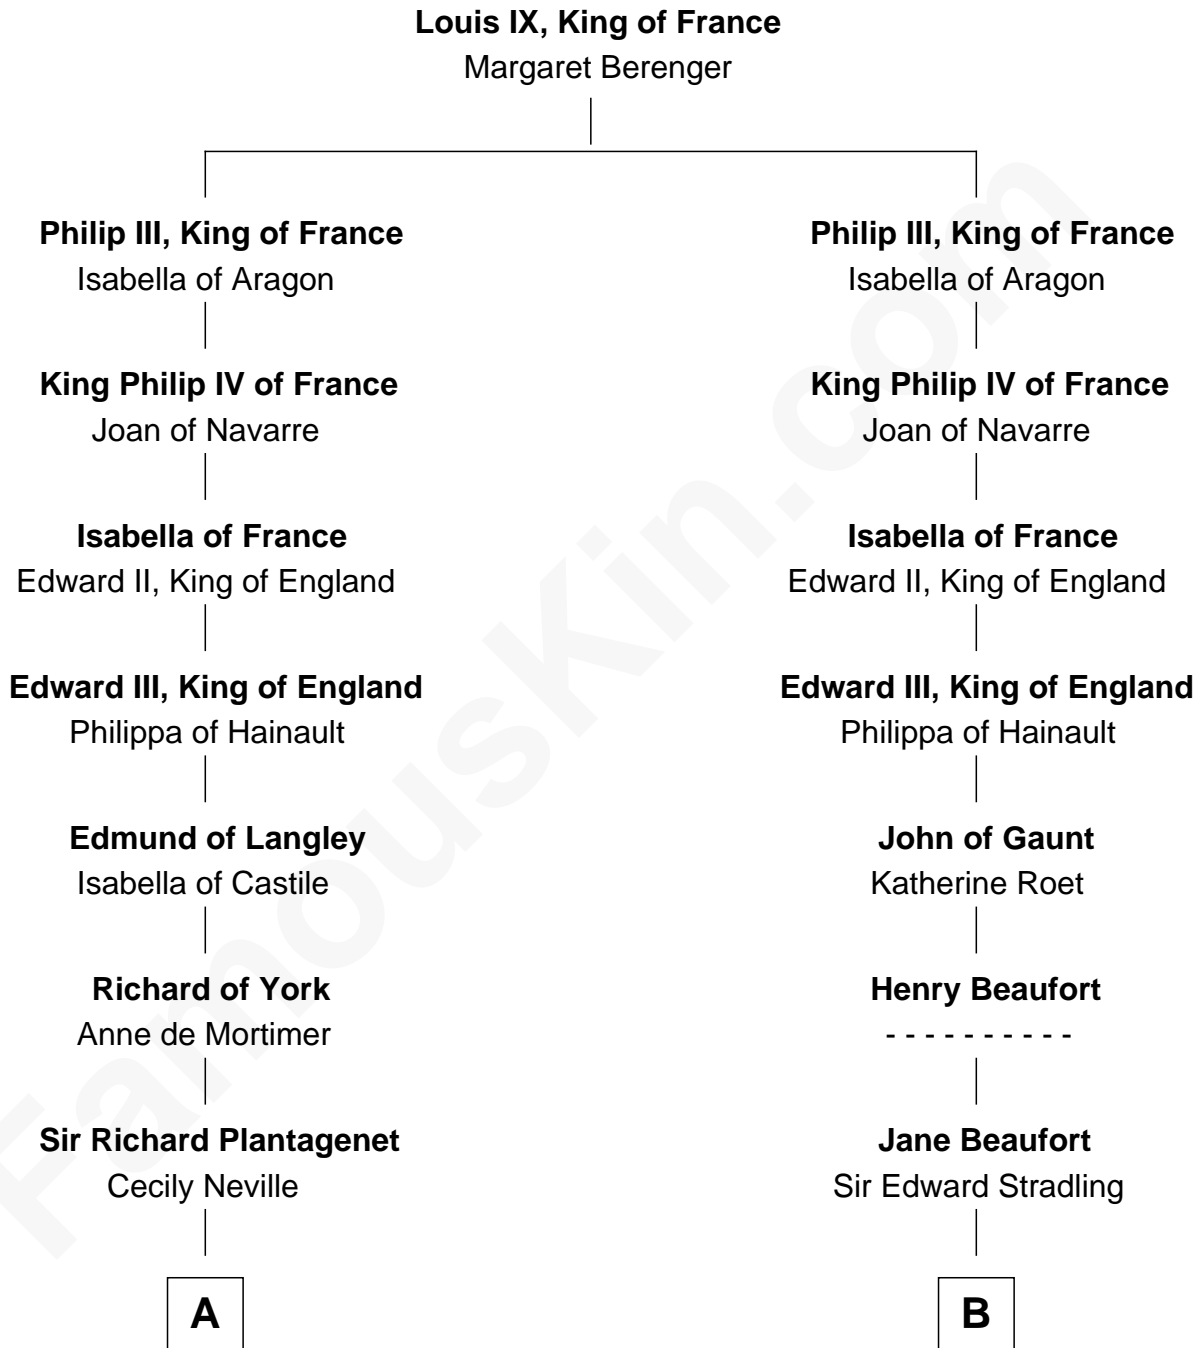 Louis IX, King of France
Margaret Berenger
Philip III, King of France
Isabella of Aragon
King Philip IV of France
Joan of Navarre
Isabella of France
Edward II, King of England
Edward III, King of England
Philippa of Hainault
Edmund of Langley
Isabella of Castile
Richard of York
Anne de Mortimer
Sir Richard Plantagenet
Cecily Neville
A
Philip III, King of France
Isabella of Aragon
King Philip IV of France
Joan of Navarre
Isabella of France
Edward II, King of England
Edward III, King of England
Philippa of Hainault
John of Gaunt
Katherine Roet
Henry Beaufort
- - - - - - - - - -
Jane Beaufort
Sir Edward Stradling
B
FamousKin.com